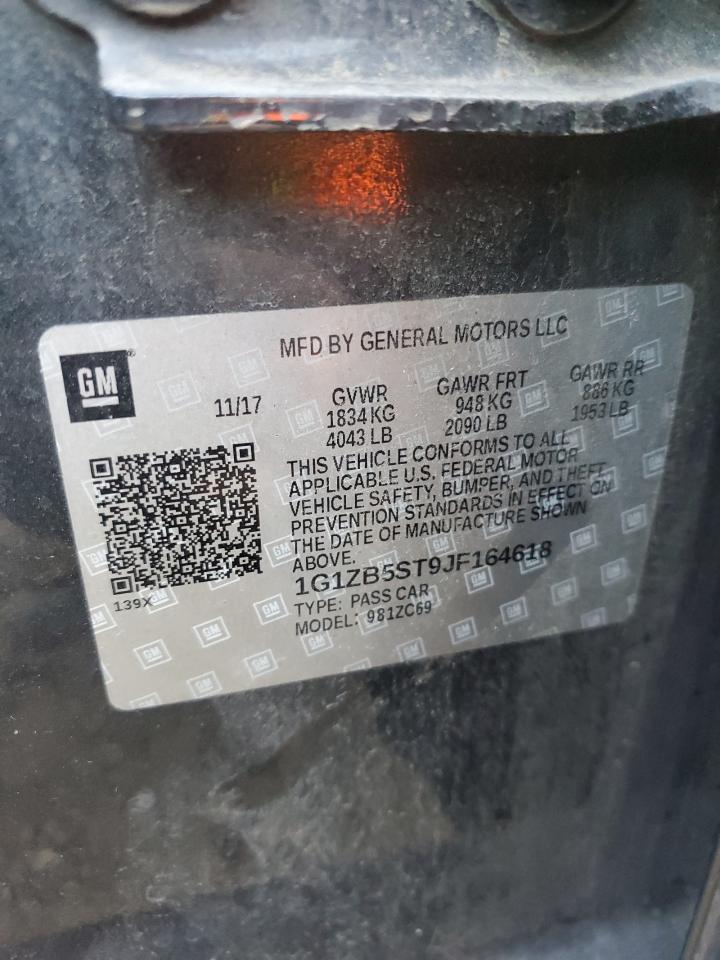 MFD BY GENERAL MOTORS LLC
GM
11/17
GVWR
1834 KG
4043 LB
GAWR FRT
948 KG
2090 LB
GAWR RR
886 KG
1953 LB
THIS VEHICLE CONFORMS TO ALL
APPLICABLE U.S. FEDERAL MOTOR
VEHICLE SAFETY, BUMPER, AND THEFT
PREVENTION STANDARDS IN EFFECT ON
THE DATE OF MANUFACTURE SHOWN
ABOVE.
1G1ZB5ST9JF164618
TYPE: PASS CAR
MODEL: 981ZC69
139X